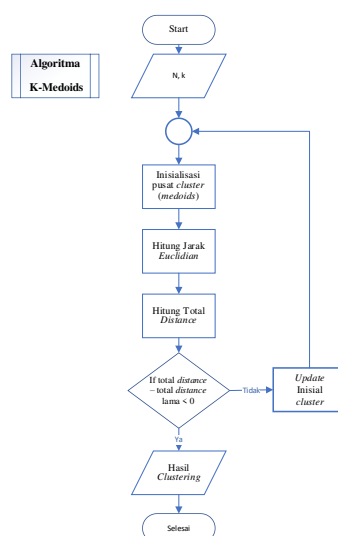 Start
Algoritma
K-Medoids
N, k
Inisialisasi
pusat cluster
(medoids)
Hitung Jarak
Euclidian
Hitung Total
Distance
If total distance
– total distance
lama < 0
Tidak
Update
Inisial
cluster
Ya
Hasil
Clustering
Selesai